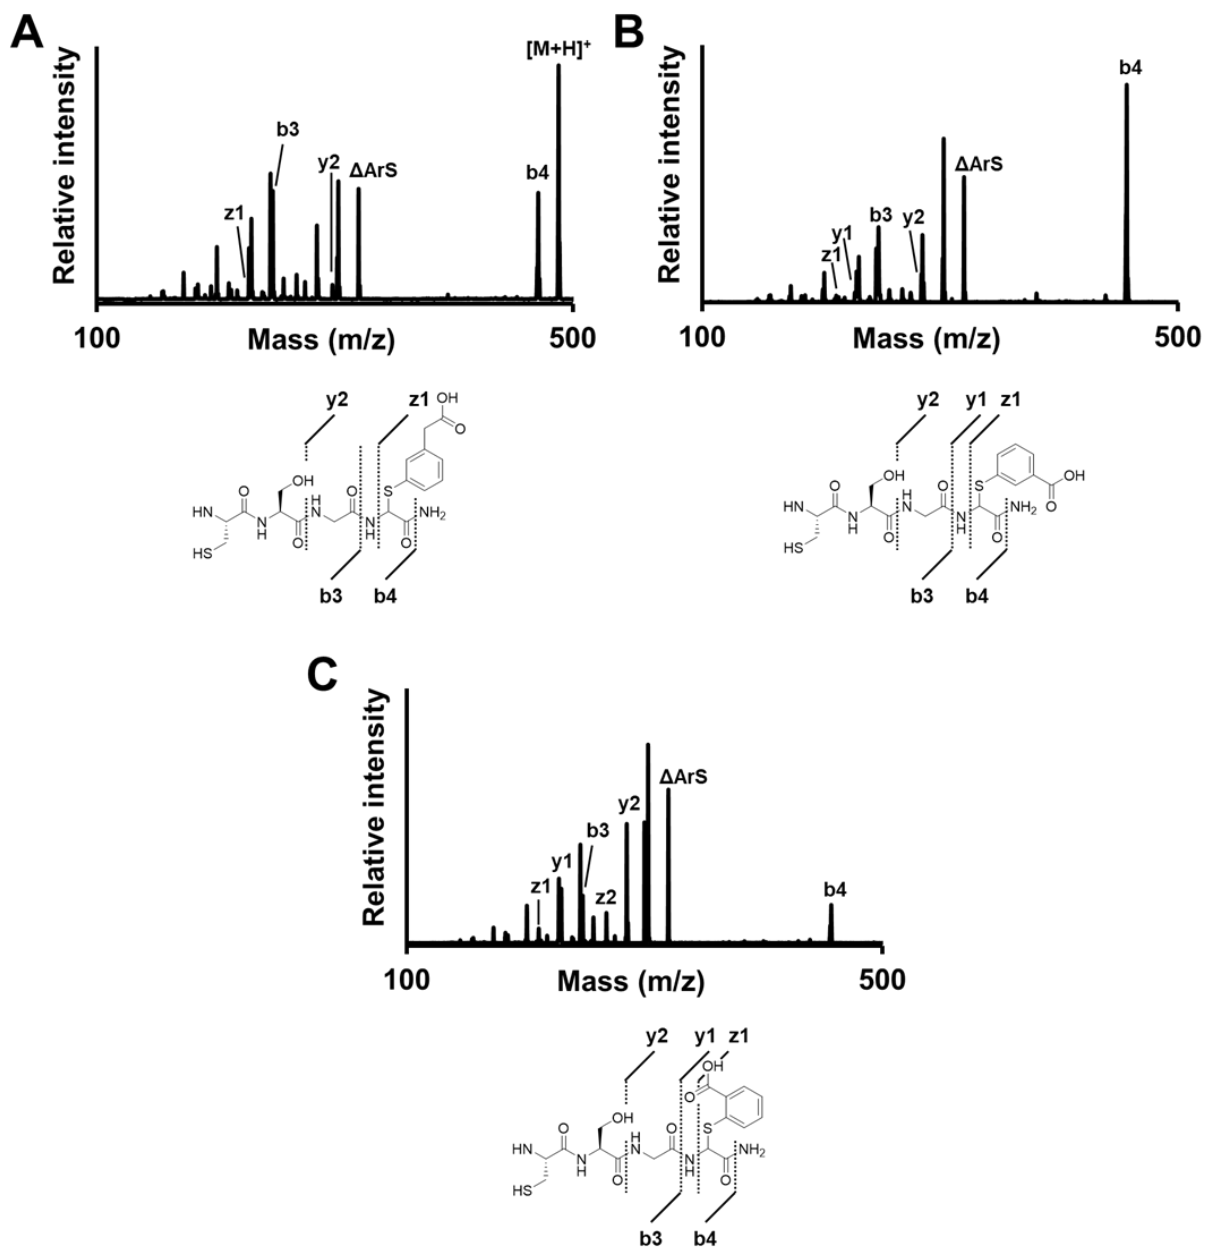 A
Relative intensity
[M+H]+
b3
y2
ΔArS
b4
z1
100
Mass (m/z)
500
y2
z1
OH
O
OH
S
O
H
N
O
HN
N
H
O
N
H
O
NH2
HS
b3
b4
B
Relative intensity
b4
ΔArS
b3
y2
y1
z1
100
Mass (m/z)
500
y2
y1
z1
OH
S
OH
O
O
H
N
O
HN
N
H
O
N
H
O
NH2
HS
b3
b4
C
Relative intensity
ΔArS
y2
b3
y1
z1
z2
b4
100
Mass (m/z)
500
y2
y1
z1
OH
O
OH
S
O
H
N
O
HN
N
H
O
N
H
O
NH2
HS
b3
b4